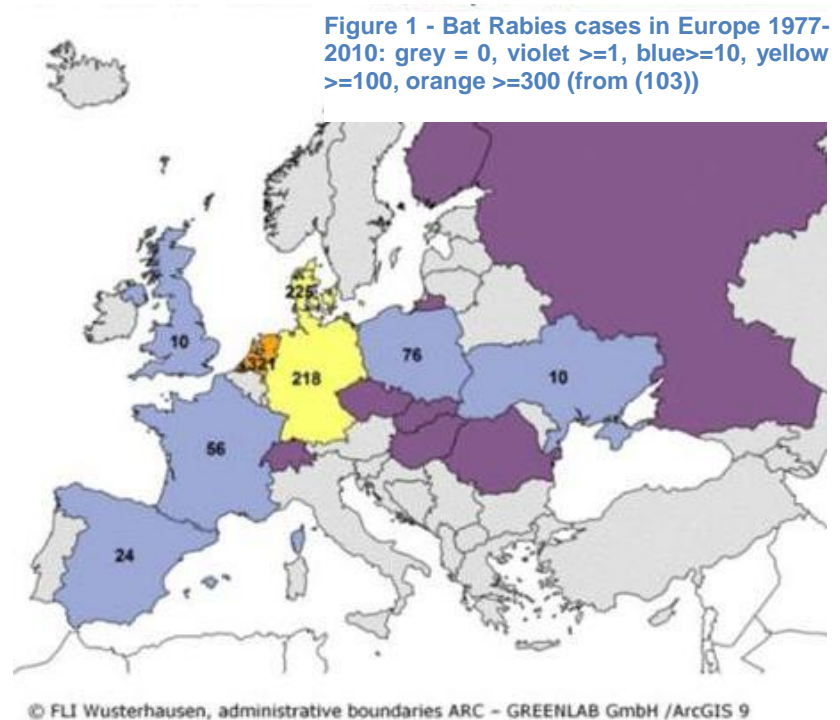 Figure 1 - Bat Rabies cases in Europe 1977-
2010: grey = 0, violet >=1, blue>=10, yellow
>=100, orange >=300 (from (103))
225
10
321
218
76
10
56
24
© FLI Wusterhausen, administrative boundaries ARC – GREENLAB GmbH /ArcGIS 9